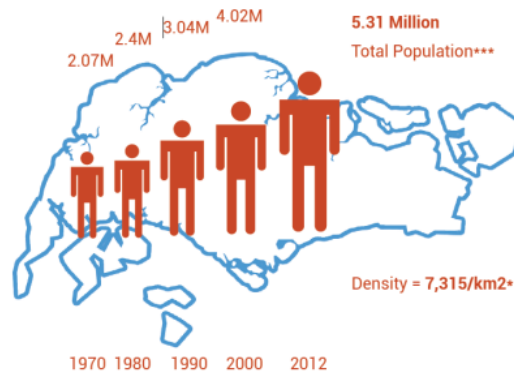 4.02M
3.04M
2.4M
2.07M
5.31 Million
Total Population***
Density = 7,315/km2*
1970 1980 1990 2000 2012